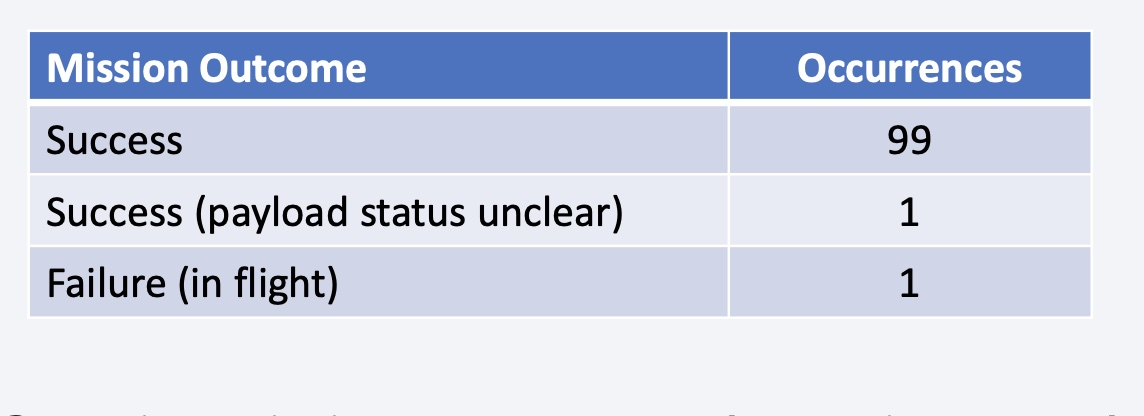 Mission Outcome Occurrences
Success 99
Success (payload status unclear) 1
Failure (in flight) 1